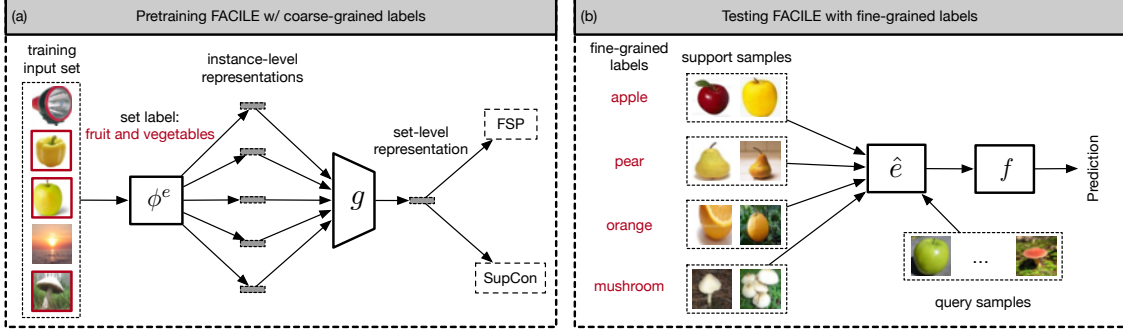 (a)
Pretraining FACILE w/ coarse-grained labels
training
input set
instance-level
representations
set label:
fruit and vegetables
set-level
representation
ϕ^e
g
FSP
SupCon
(b)
Testing FACILE with fine-grained labels
fine-grained
labels
support samples
apple
pear
orange
mushroom
ê
f
Prediction
...
query samples